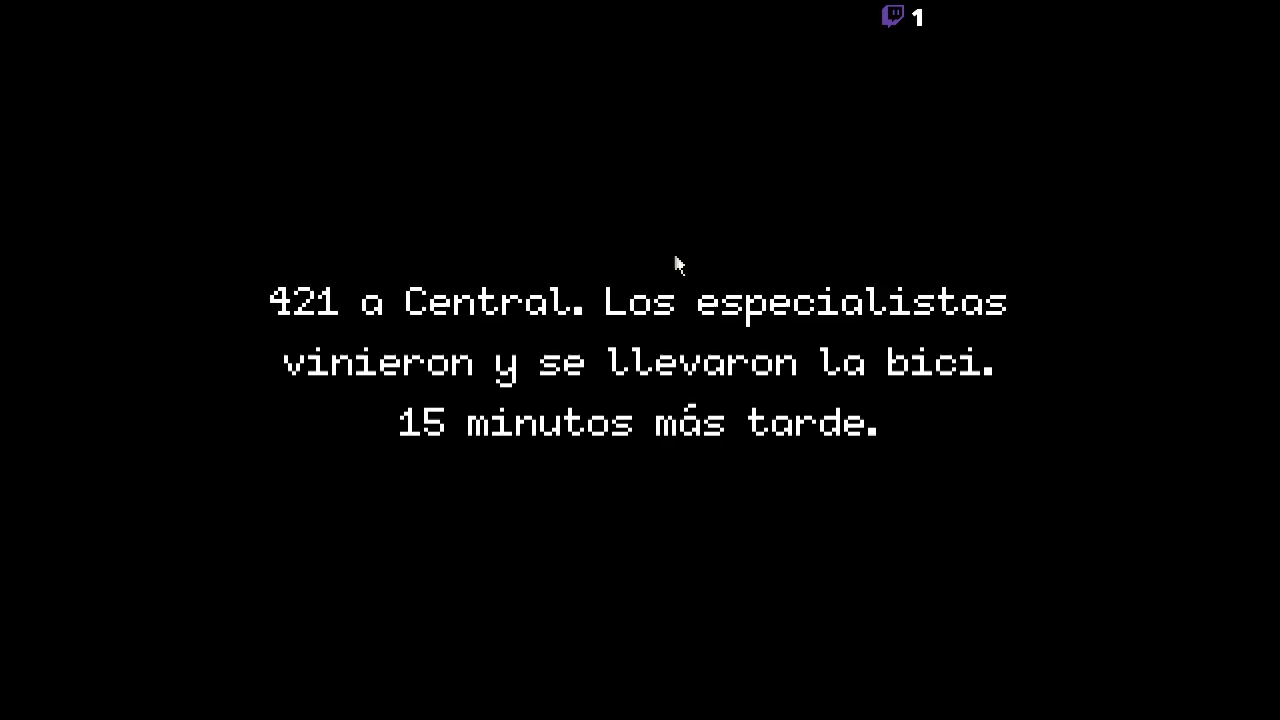 1
421 a Central. Los especialistas
vinieron y se llevaron la bici.
15 minutos más tarde.